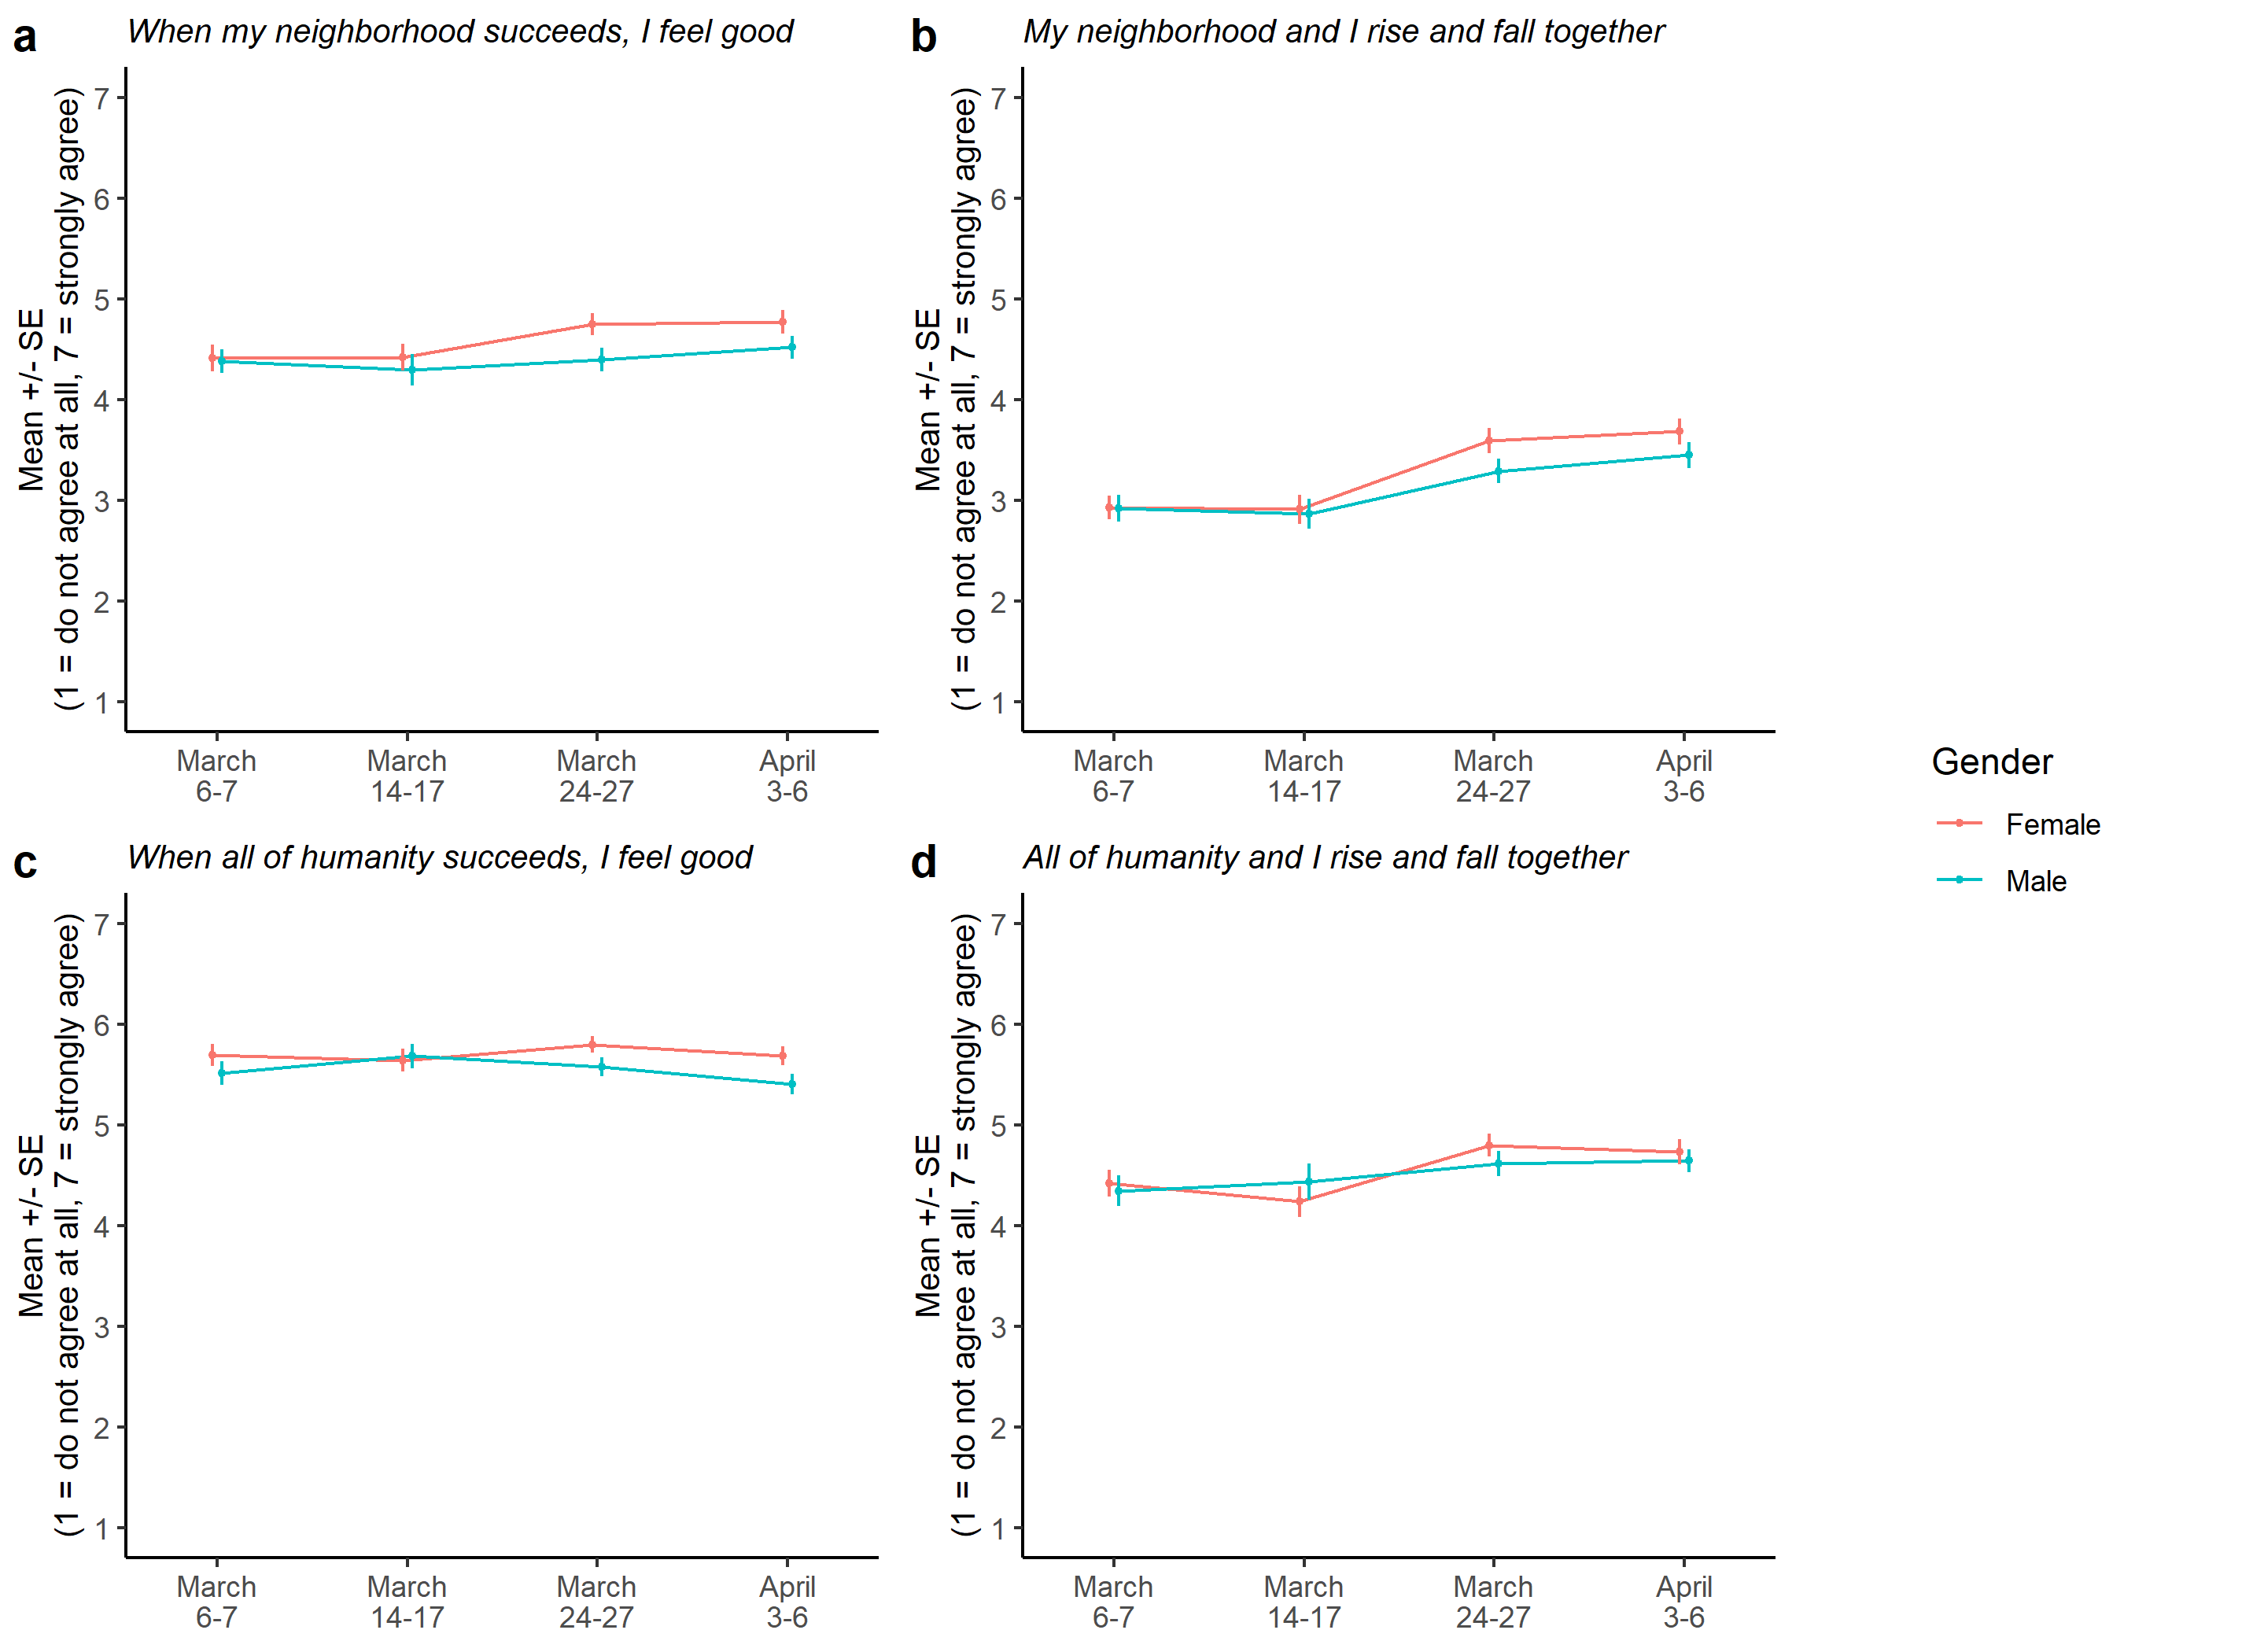 a
When my neighborhood succeeds, I feel good
Mean +/- SE
(1 = do not agree at all, 7 = strongly agree)
7
6
5
4
3
2
1
March
6-7
March
14-17
March
24-27
April
3-6
b
My neighborhood and I rise and fall together
Mean +/- SE
(1 = do not agree at all, 7 = strongly agree)
7
6
5
4
3
2
1
March
6-7
March
14-17
March
24-27
April
3-6
c
When all of humanity succeeds, I feel good
Mean +/- SE
(1 = do not agree at all, 7 = strongly agree)
7
6
5
4
3
2
1
March
6-7
March
14-17
March
24-27
April
3-6
d
All of humanity and I rise and fall together
Mean +/- SE
(1 = do not agree at all, 7 = strongly agree)
7
6
5
4
3
2
1
March
6-7
March
14-17
March
24-27
April
3-6
Gender
Female
Male